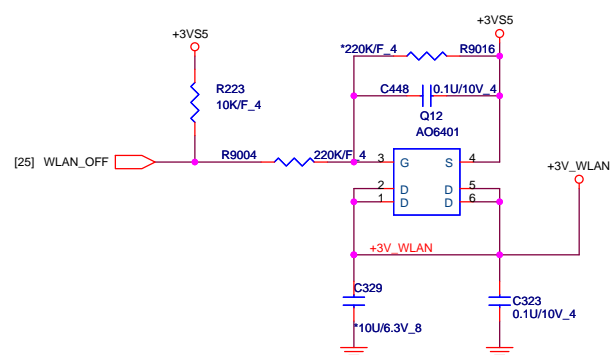 +3VS5
+3VS5
*220K/F_4 R9016
R223
10K/F_4
C448 0.1U/10V_4
Q12
AO6401
[25] WLAN_OFF
R9004 220K/F_4
3 G S 4
2 D D 5
1 D D 6
+3V_WLAN
+3V_WLAN
C329
*10U/6.3V_8
C323
0.1U/10V_4